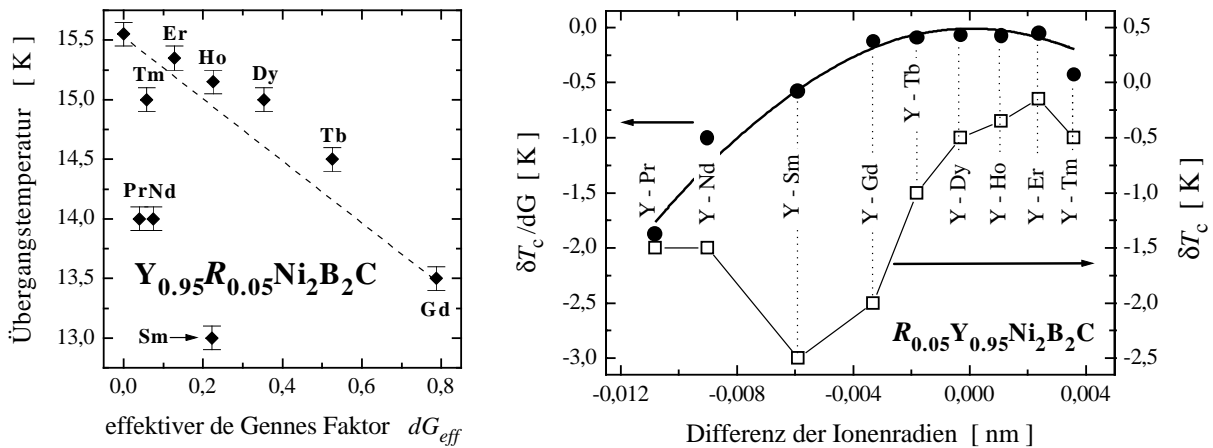 Übergangstemperatur [ K ]
15,5
15,0
14,5
14,0
13,5
13,0
Er
Tm
Ho
Dy
Tb
PrNd
Y0.95R0.05Ni2B2C
Gd
Sm
0,0 0,2 0,4 0,6 0,8
effektiver de Gennes Faktor dGeff
δTc/dG [ K ]
0,0
-0,5
-1,0
-1,5
-2,0
-2,5
-3,0
Y - Pr
Y - Nd
Y - Sm
Y - Gd
Y - Tb
Y - Dy
Y - Ho
Y - Er
Y - Tm
R0.05Y0.95Ni2B2C
0,5
0,0
-0,5
-1,0
-1,5
-2,0
-2,5
δTc [ K ]
-0,012 -0,008 -0,004 0,000 0,004
Differenz der Ionenradien [ nm ]